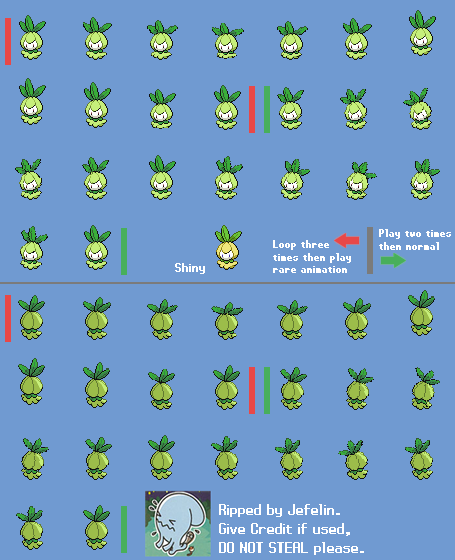 Shiny
Loop three
times then play
rare animation
Play two times
then normal
Ripped by Jefelin.
Give Credit if used,
DO NOT STEAL please.